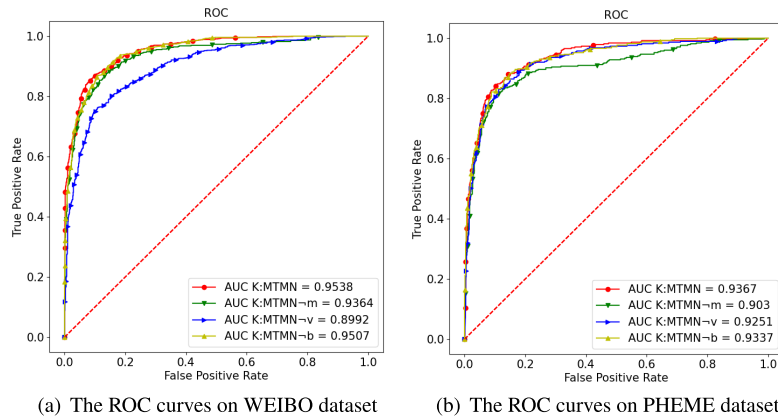 ROC
True Positive Rate
1.0
0.8
0.6
0.4
0.2
0.0
AUC K:MTMN = 0.9538
AUC K:MTMN¬m = 0.9364
AUC K:MTMN¬v = 0.8992
AUC K:MTMN¬b = 0.9507
0.0 0.2 0.4 0.6 0.8 1.0
False Positive Rate
(a) The ROC curves on WEIBO dataset
ROC
True Positive Rate
1.0
0.8
0.6
0.4
0.2
0.0
AUC K:MTMN = 0.9367
AUC K:MTMN¬m = 0.903
AUC K:MTMN¬v = 0.9251
AUC K:MTMN¬b = 0.9337
0.0 0.2 0.4 0.6 0.8 1.0
False Positive Rate
(b) The ROC curves on PHEME dataset